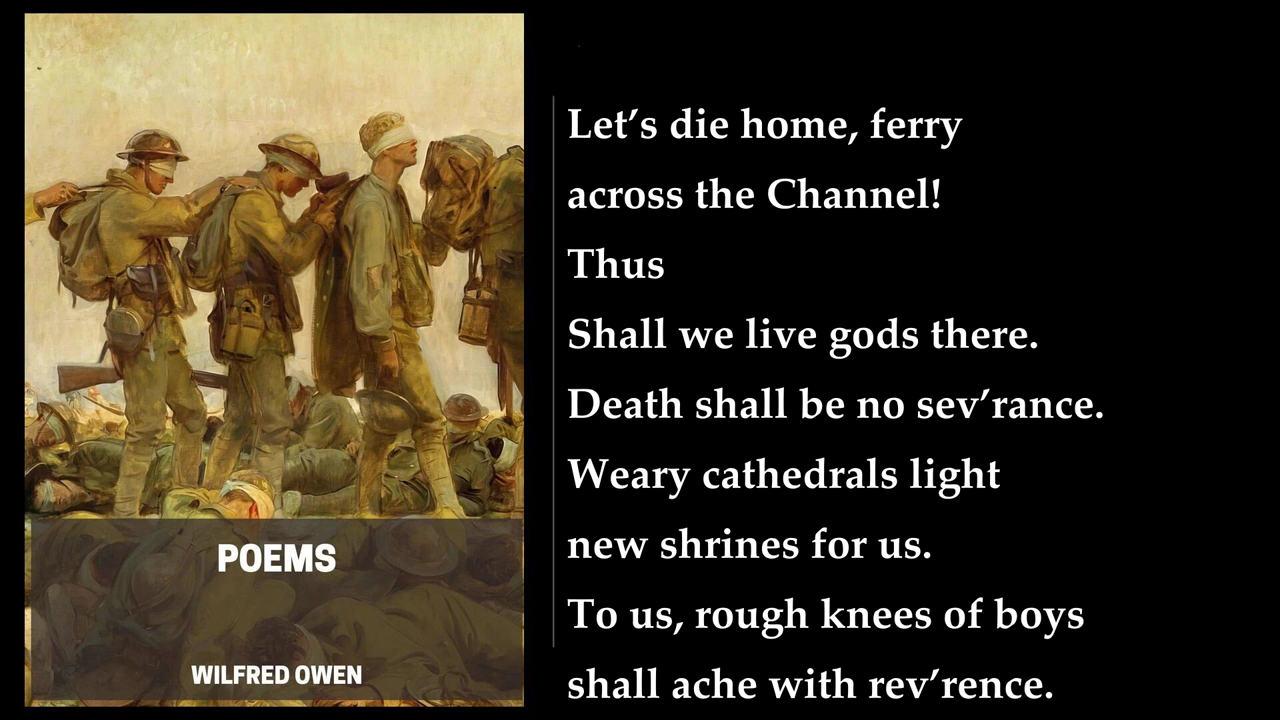 POEMS
WILFRED OWEN
Let’s die home, ferry
across the Channel!
Thus
Shall we live gods there.
Death shall be no sev’rance.
Weary cathedrals light
new shrines for us.
To us, rough knees of boys
shall ache with rev’rence.